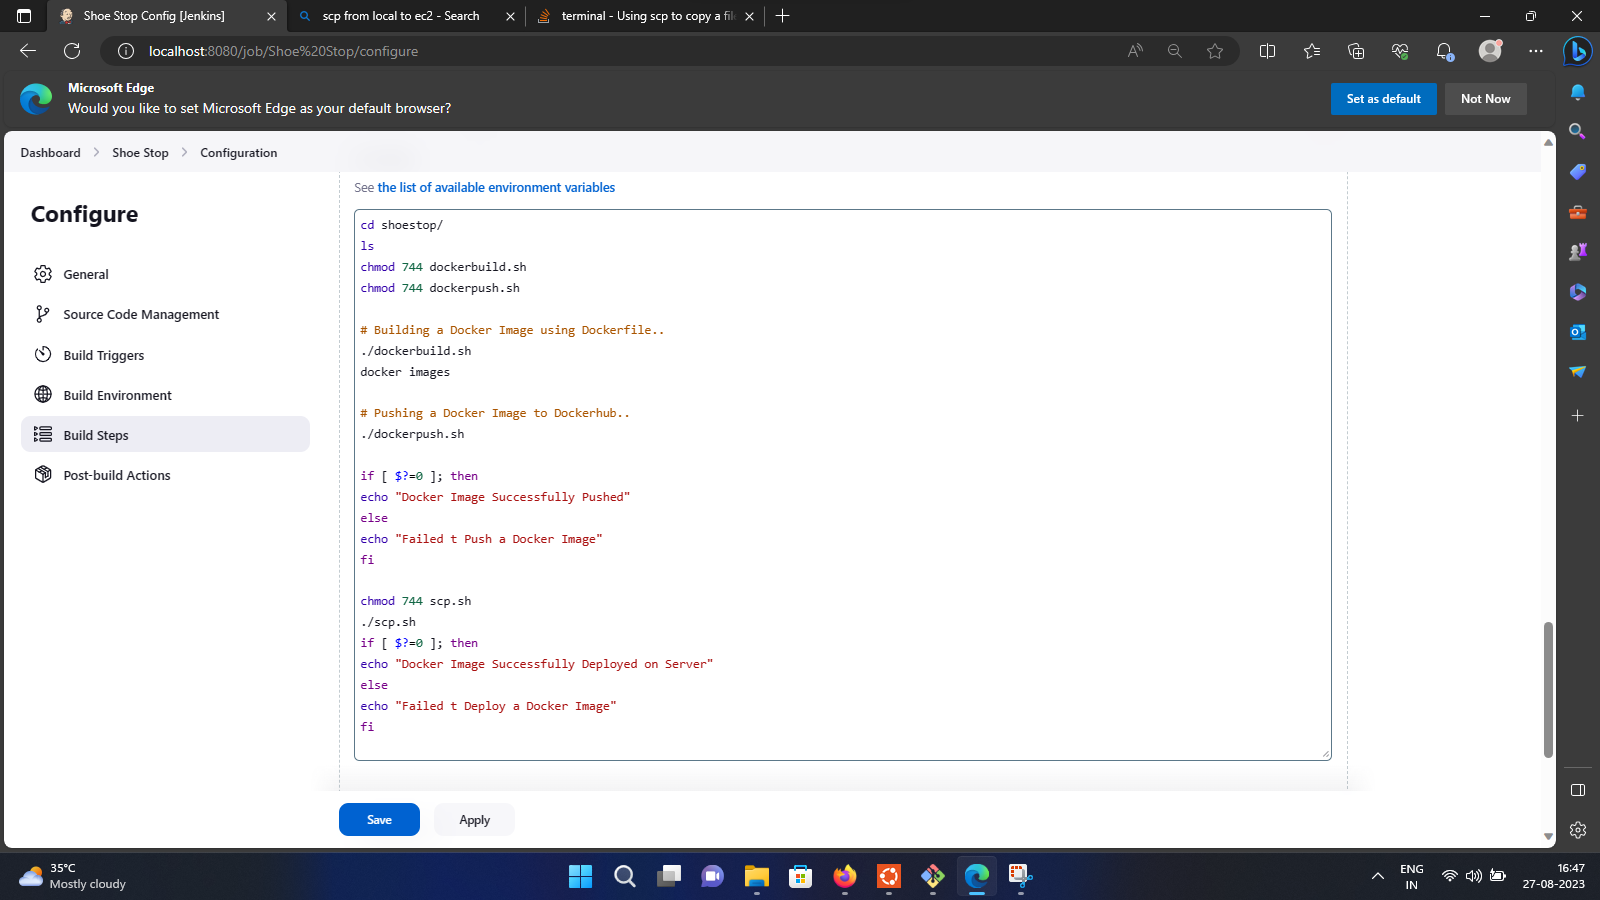 Shoe Stop Config [Jenkins]
scp from local to ec2 - Search
terminal - Using scp to copy a file
localhost:8080/job/Shoe%20Stop/configure
Microsoft Edge
Would you like to set Microsoft Edge as your default browser?
Set as default
Not Now
Dashboard
Shoe Stop
Configuration
Configure
General
Source Code Management
Build Triggers
Build Environment
Build Steps
Post-build Actions
See the list of available environment variables
cd shoestop/
ls
chmod 744 dockerbuild.sh
chmod 744 dockerpush.sh
# Building a Docker Image using Dockerfile..
./dockerbuild.sh
docker images
# Pushing a Docker Image to Dockerhub..
./dockerpush.sh
if [ $?=0 ]; then
echo "Docker Image Successfully Pushed"
else
echo "Failed t Push a Docker Image"
fi
chmod 744 scp.sh
./scp.sh
if [ $?=0 ]; then
echo "Docker Image Successfully Deployed on Server"
else
echo "Failed t Deploy a Docker Image"
fi
Save
Apply
35°C
Mostly cloudy
ENG
IN
16:47
27-08-2023